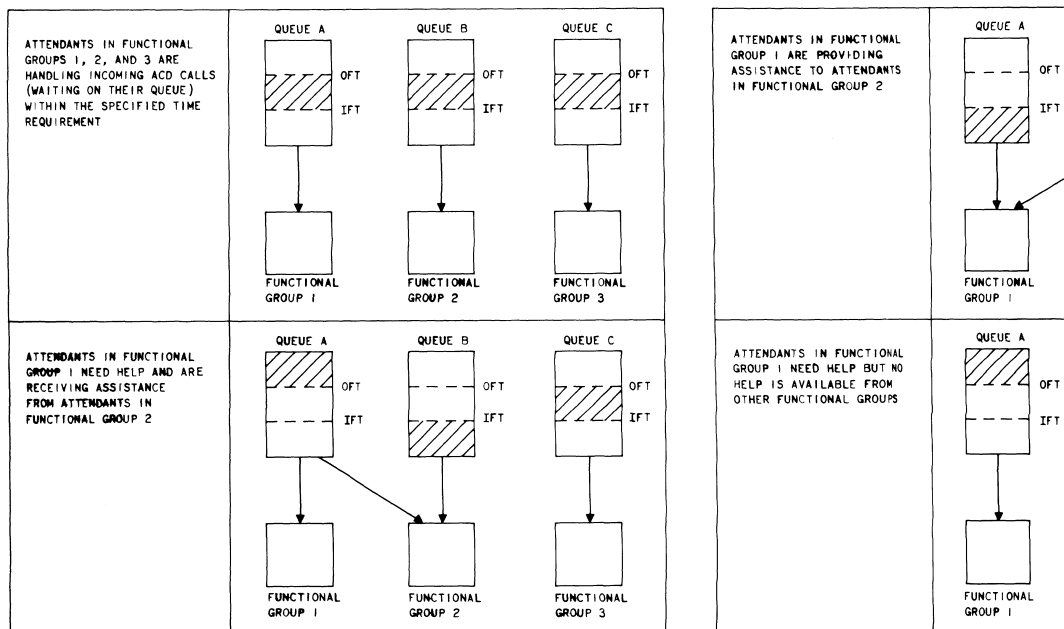 ATTENDANTS IN FUNCTIONAL
GROUPS 1, 2, AND 3 ARE
HANDLING INCOMING ACD CALLS
(WAITING ON THEIR QUEUE)
WITHIN THE SPECIFIED TIME
REQUIREMENT
QUEUE A
QUEUE B
QUEUE C
OFT
OFT
OFT
IFT
IFT
IFT
FUNCTIONAL
GROUP 1
FUNCTIONAL
GROUP 2
FUNCTIONAL
GROUP 3
ATTENDANTS IN FUNCTIONAL
GROUP 1 NEED HELP AND ARE
RECEIVING ASSISTANCE
FROM ATTENDANTS IN
FUNCTIONAL GROUP 2
QUEUE A
QUEUE B
QUEUE C
OFT
OFT
OFT
IFT
IFT
IFT
FUNCTIONAL
GROUP 1
FUNCTIONAL
GROUP 2
FUNCTIONAL
GROUP 3
ATTENDANTS IN FUNCTIONAL
GROUP 1 ARE PROVIDING
ASSISTANCE TO ATTENDANTS
IN FUNCTIONAL GROUP 2
QUEUE A
OFT
IFT
FUNCTIONAL
GROUP 1
ATTENDANTS IN FUNCTIONAL
GROUP 1 NEED HELP BUT NO
HELP IS AVAILABLE FROM
OTHER FUNCTIONAL GROUPS
QUEUE A
OFT
IFT
FUNCTIONAL
GROUP 1